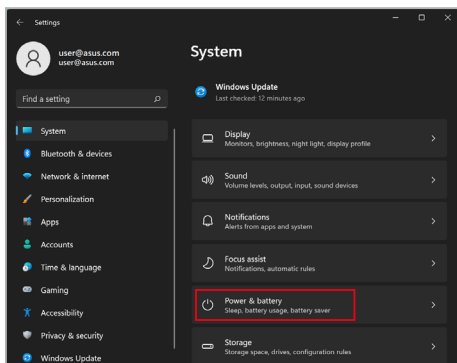 Settings
user@asus.com
user@asus.com
Find a setting
System
Bluetooth & devices
Network & internet
Personalization
Apps
Accounts
Time & language
Gaming
Accessibility
Privacy & security
Windows Update
System
Windows Update
Last checked: 12 minutes ago
Display
Monitors, brightness, night light, display profile
Sound
Volume levels, output, input, sound devices
Notifications
Alerts from apps and system
Focus assist
Notifications, automatic rules
Power & battery
Sleep, battery usage, battery saver
Storage
Storage space, drives, configuration rules